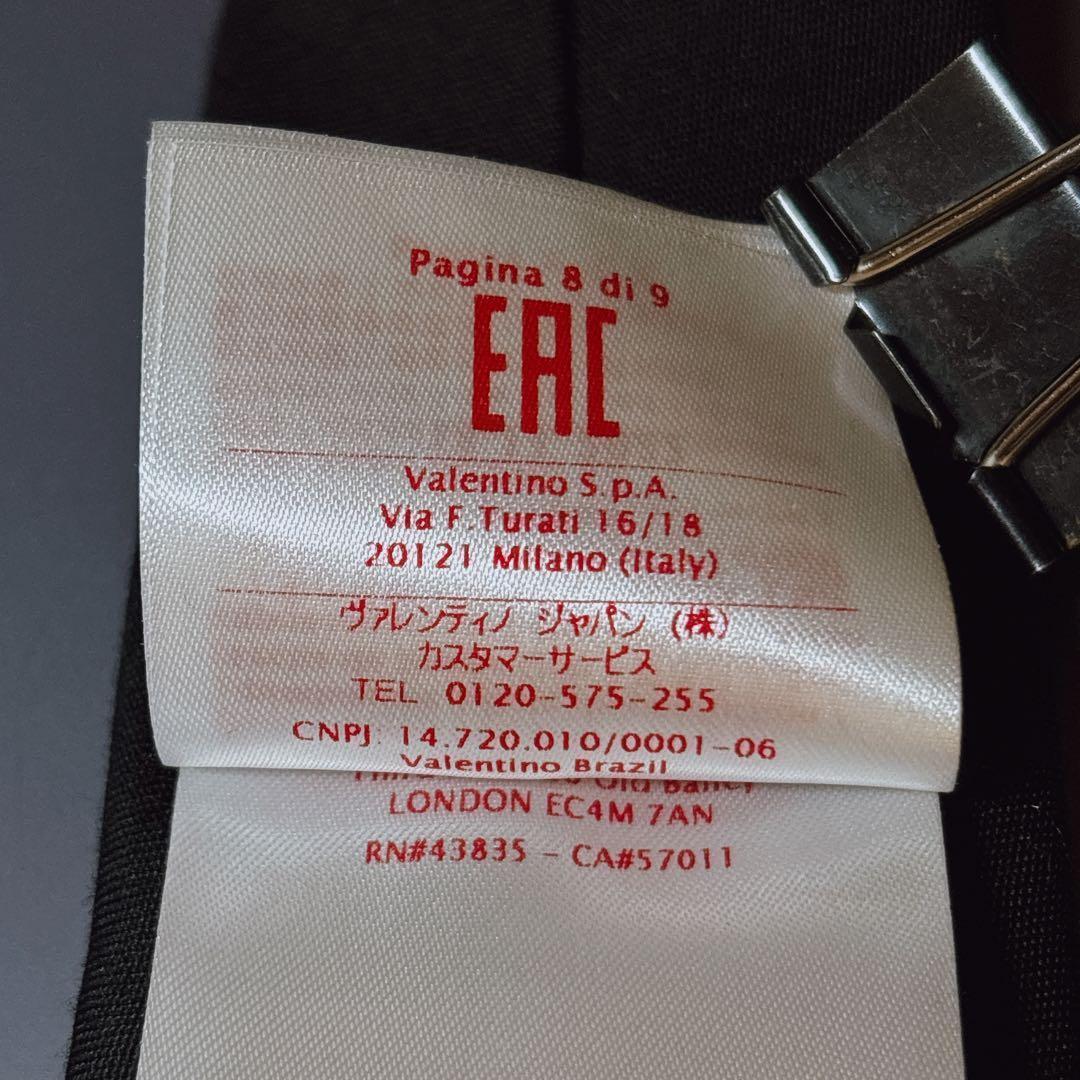 Pagina 8 di 9
EAC
Valentino S.p.A.
Via F.Turati 16/18
20121 Milano (Italy)
ヴァレンティノ ジャパン (株)
カスタマーサービス
TEL 0120-575-255
CNPJ: 14.720.010/0001-06
Valentino Brazil
Old Bailey
LONDON EC4M 7AN
RN#43835 - CA#57011